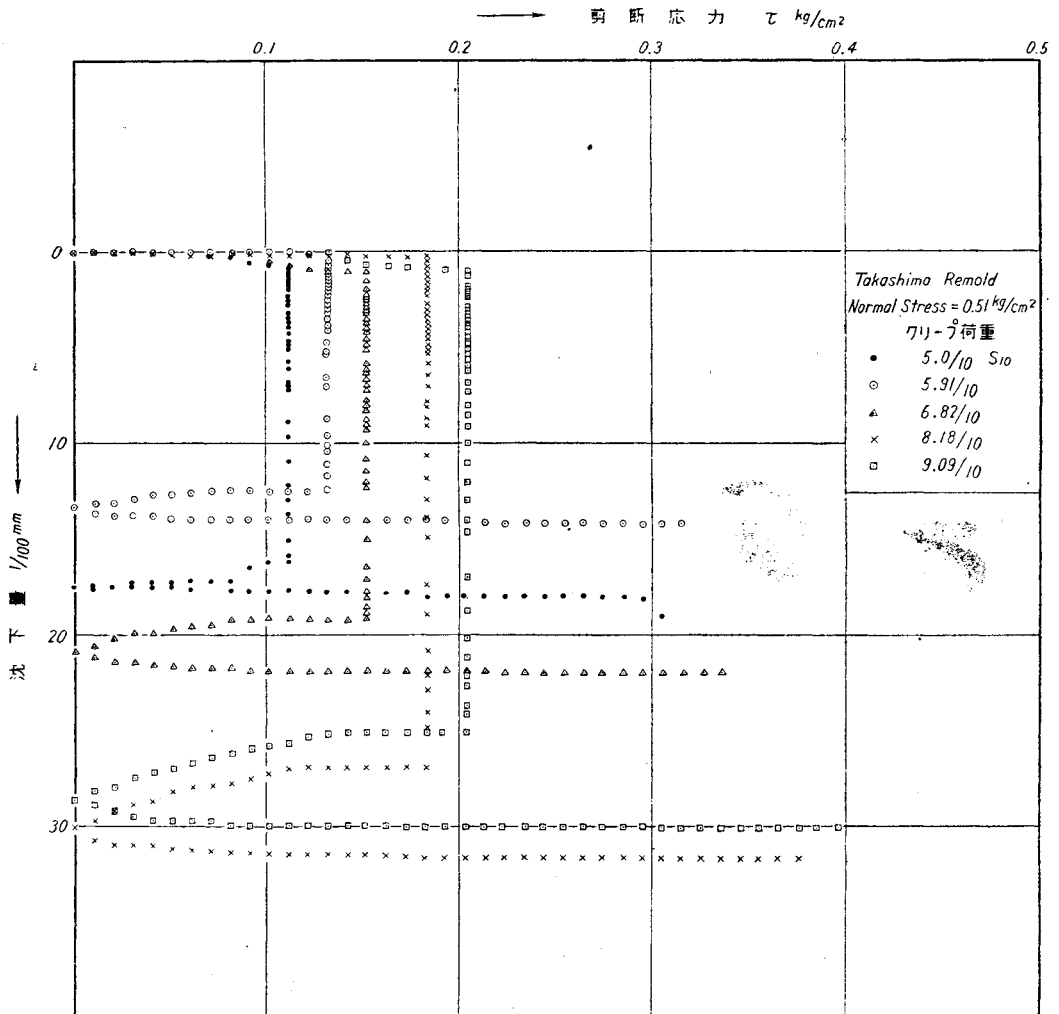 → 剪断応力 τ kg/cm²
0.1 0.2 0.3 0.4 0.5
0
10
20
30
沈下量 1/100 mm
Takashima Remold
Normal Stress = 0.51 kg/cm²
クリープ荷重
• 5.0/10 S10
⊙ 5.91/10
△ 6.82/10
× 8.18/10
□ 9.09/10